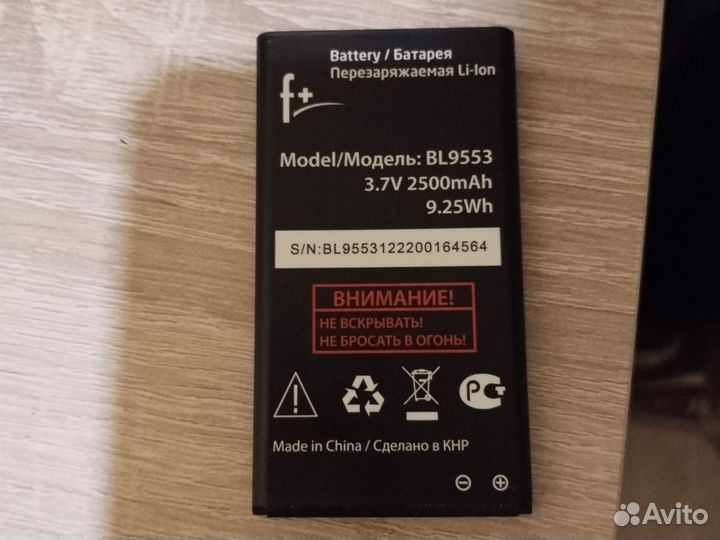 Battery / Батарея
Перезаряжаемая Li-Ion
f+
Model/Модель: BL9553
3.7V 2500mAh
9.25Wh
S/N:BL9553122200164564
ВНИМАНИЕ!
НЕ ВСКРЫВАТЬ!
НЕ БРОСАТЬ В ОГОНЬ!
Made in China / Сделано в КНР
Avito